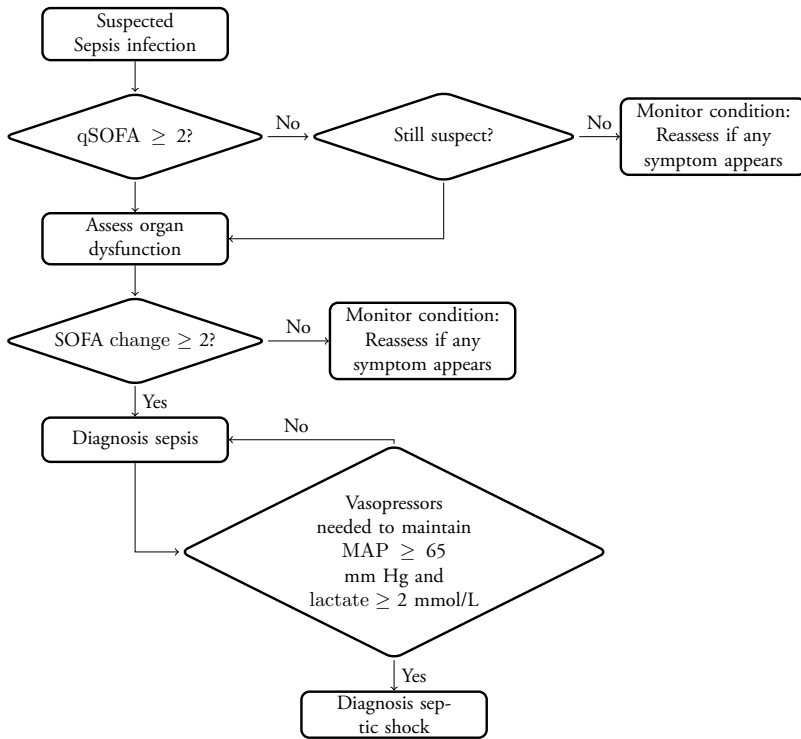 Suspected
Sepsis infection
qSOFA ≥ 2?
No
Still suspect?
No
Monitor condition:
Reassess if any
symptom appears
Assess organ
dysfunction
SOFA change ≥ 2?
No
Monitor condition:
Reassess if any
symptom appears
Yes
Diagnosis sepsis
No
Vasopressors
needed to maintain
MAP ≥ 65
mm Hg and
lactate ≥ 2 mmol/L
Yes
Diagnosis sep-
tic shock